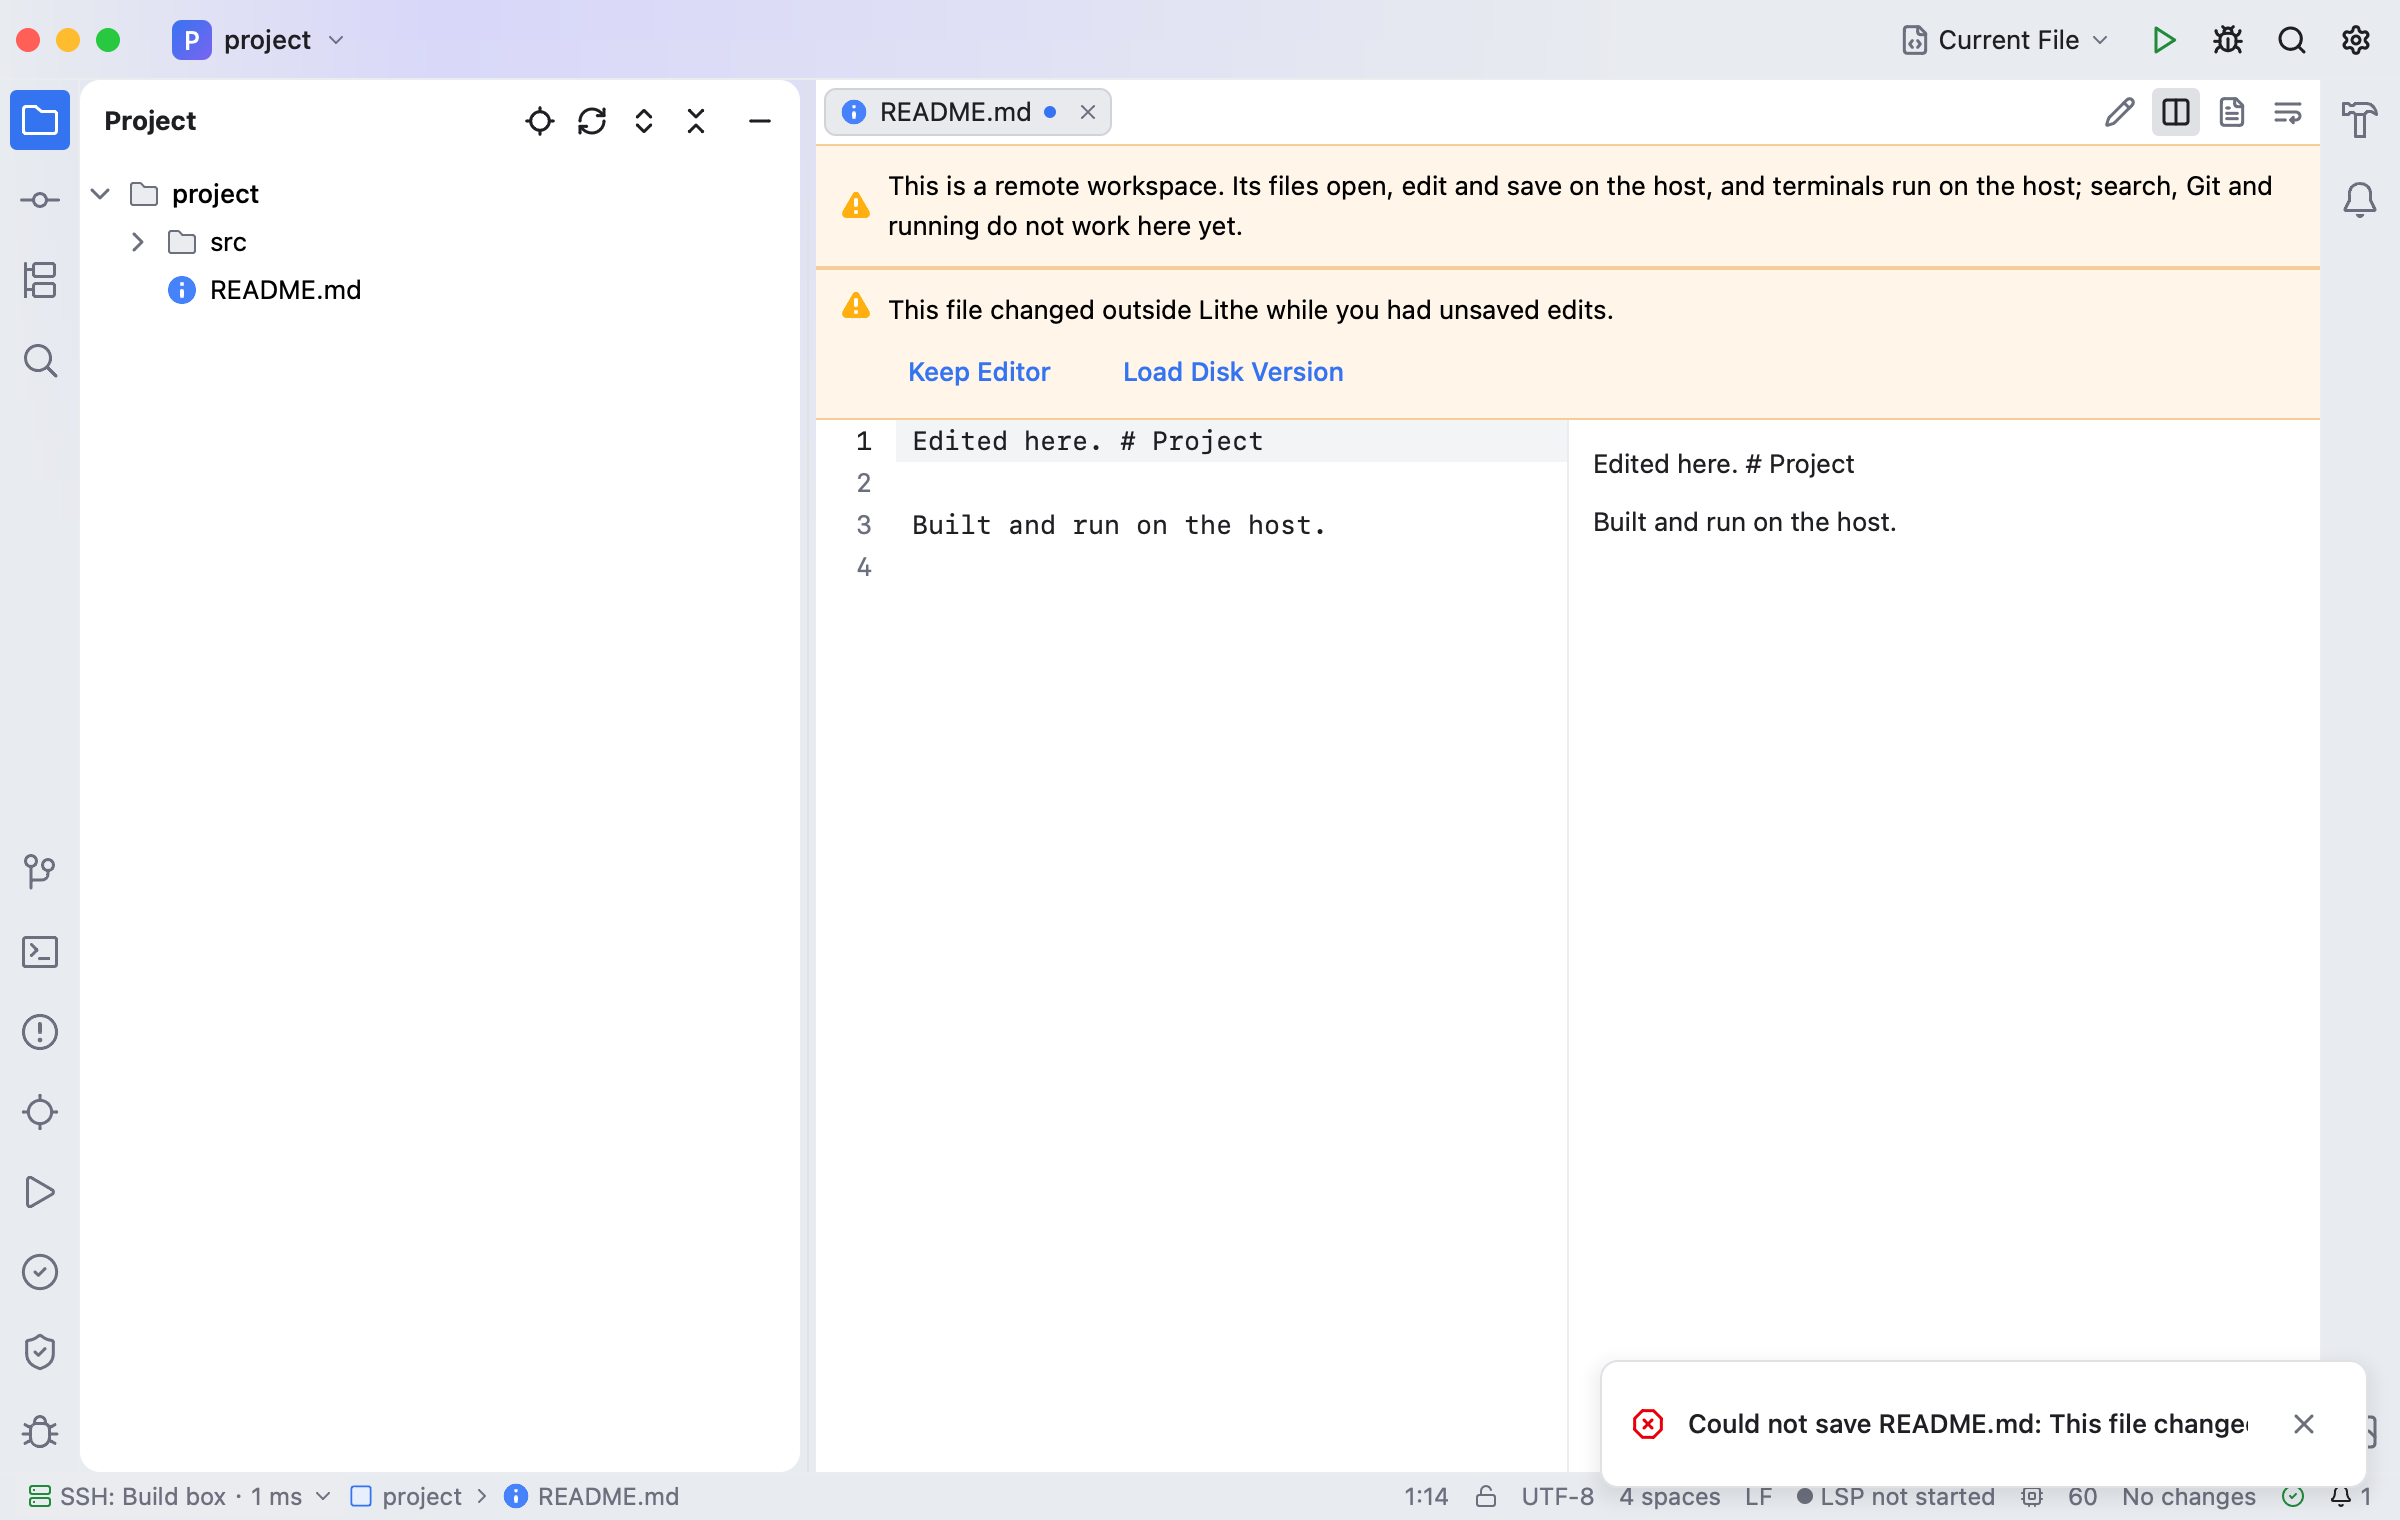 P project
Current File
Project
README.md
project
src
README.md
This is a remote workspace. Its files open, edit and save on the host, and terminals run on the host; search, Git and
running do not work here yet.
This file changed outside Lithe while you had unsaved edits.
Keep Editor Load Disk Version
1 Edited here. # Project
2
3 Built and run on the host.
4
Edited here. # Project
Built and run on the host.
Could not save README.md: This file change
SSH: Build box · 1 ms project README.md
1:14 UTF-8 4 spaces LF LSP not started 60 No changes 1